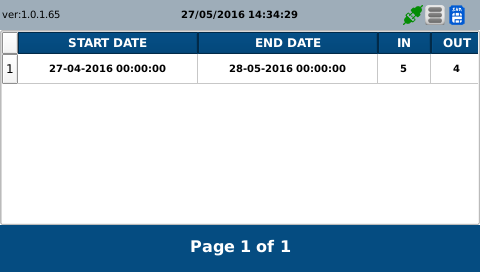 ver:1.0.1.65 27/05/2016 14:34:29
START DATE END DATE IN OUT
1 27-04-2016 00:00:00 28-05-2016 00:00:00 5 4
Page 1 of 1